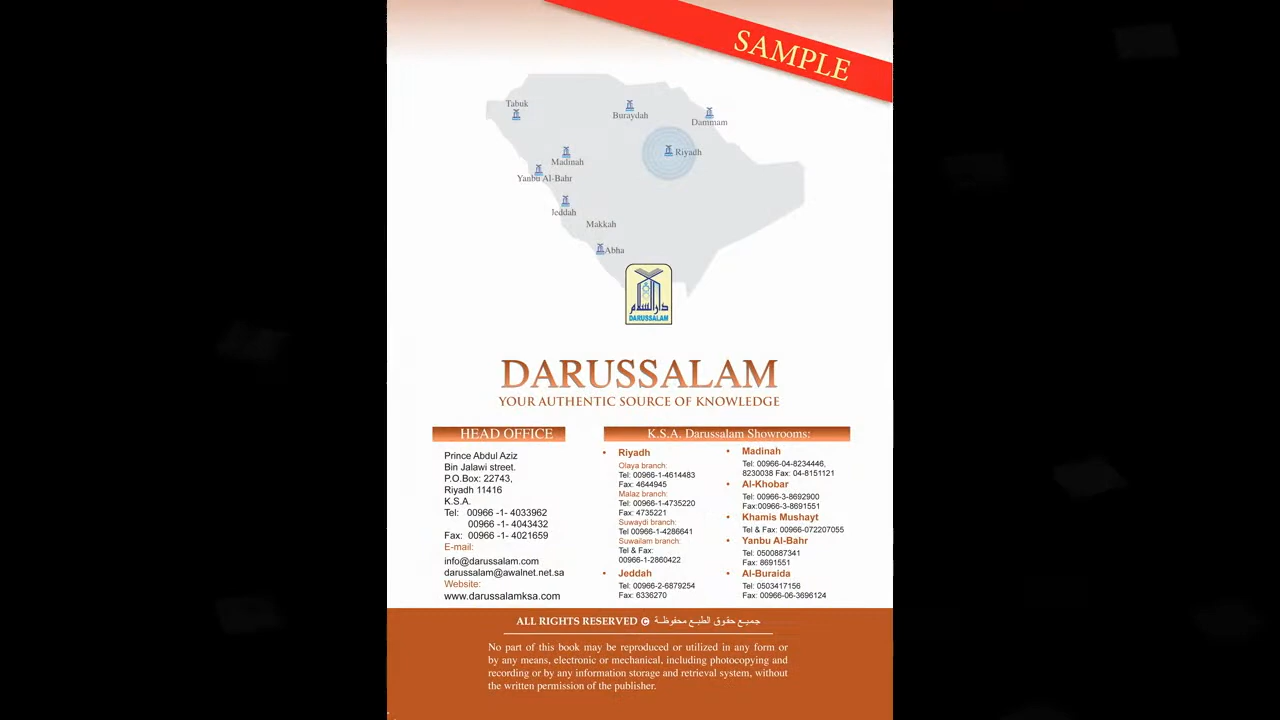 SAMPLE
Tabuk
Buraydah
Dammam
Riyadh
Madinah
Yanbu Al-Bahr
Jeddah
Makkah
Abha
دارالسلام
DARUSSALAM
DARUSSALAM
YOUR AUTHENTIC SOURCE OF KNOWLEDGE
HEAD OFFICE
Prince Abdul Aziz
Bin Jalawi street.
P.O.Box: 22743,
Riyadh 11416
K.S.A.
Tel: 00966 -1- 4033962
00966 -1- 4043432
Fax: 00966 -1- 4021659
E-mail:
info@darussalam.com
darussalam@awalnet.net.sa
Website:
www.darussalamksa.com
K.S.A. Darussalam Showrooms:
• Riyadh
Olaya branch:
Tel: 00966-1-4614483
Fax: 4644945
Malaz branch:
Tel: 00966-1-4735220
Fax: 4735221
Suwaydi branch:
Tel 00966-1-4286641
Suwailam branch:
Tel & Fax:
00966-1-2860422
• Jeddah
Tel: 00966-2-6879254
Fax: 6336270
• Madinah
Tel: 00966-04-8234446,
8230038 Fax: 04-8151121
• Al-Khobar
Tel: 00966-3-8692900
Fax:00966-3-8691551
• Khamis Mushayt
Tel & Fax: 00966-072207055
• Yanbu Al-Bahr
Tel: 0500887341
Fax: 8691551
• Al-Buraida
Tel: 0503417156
Fax: 00966-06-3696124
ALL RIGHTS RESERVED © جميع حقوق الطبع محفوظة
No part of this book may be reproduced or utilized in any form or
by any means, electronic or mechanical, including photocopying and
recording or by any information storage and retrieval system, without
the written permission of the publisher.